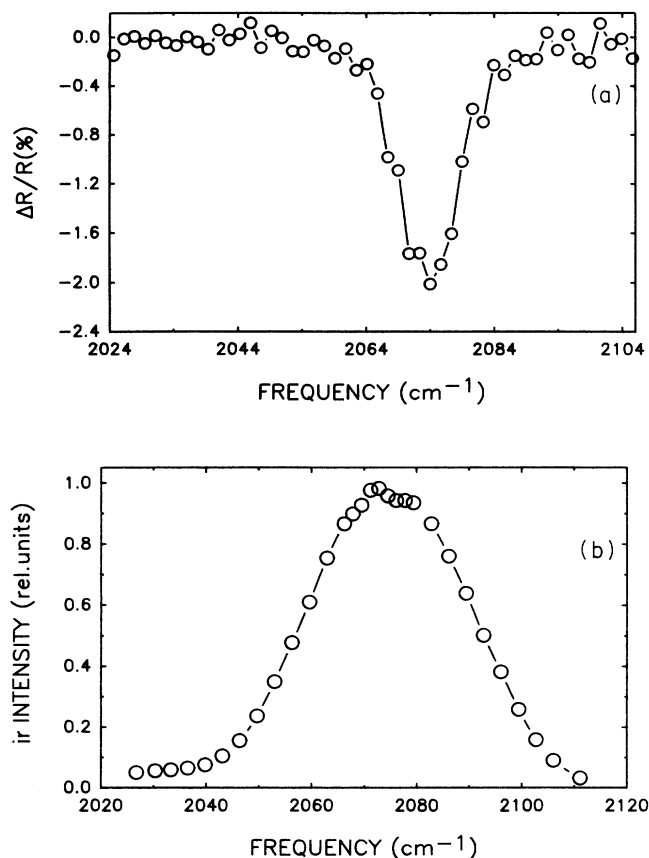 0.0
-0.4
-0.8
-1.2
-1.6
-2.0
-2.4
ΔR/R(%)
(a)
2024 2044 2064 2084 2104
FREQUENCY (cm⁻¹)
1.0
0.8
0.6
0.4
0.2
0.0
ir INTENSITY (rel.units)
(b)
2020 2040 2060 2080 2100 2120
FREQUENCY (cm⁻¹)